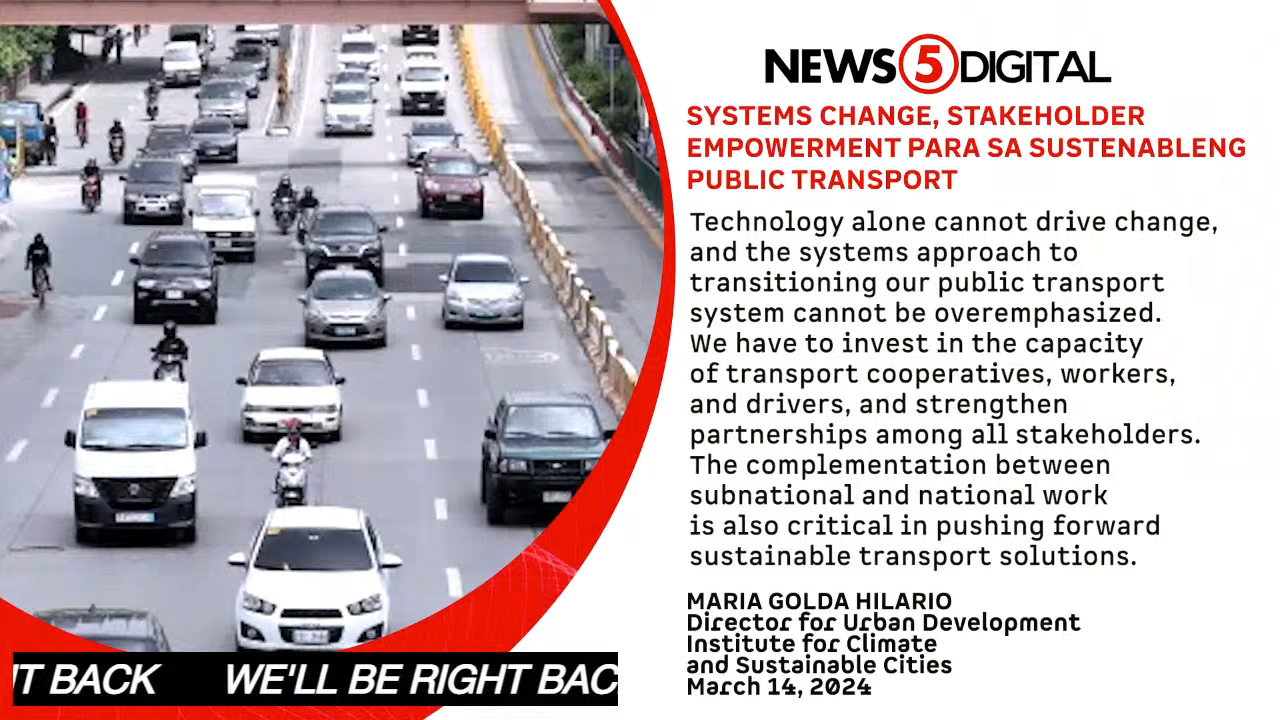 NEWS 5 DIGITAL
SYSTEMS CHANGE, STAKEHOLDER
EMPOWERMENT PARA SA SUSTENABLENG
PUBLIC TRANSPORT
Technology alone cannot drive change,
and the systems approach to
transitioning our public transport
system cannot be overemphasized.
We have to invest in the capacity
of transport cooperatives, workers,
and drivers, and strengthen
partnerships among all stakeholders.
The complementation between
subnational and national work
is also critical in pushing forward
sustainable transport solutions.
MARIA GOLDA HILARIO
Director for Urban Development
Institute for Climate
and Sustainable Cities
March 14, 2024
T BACK WE'LL BE RIGHT BAC